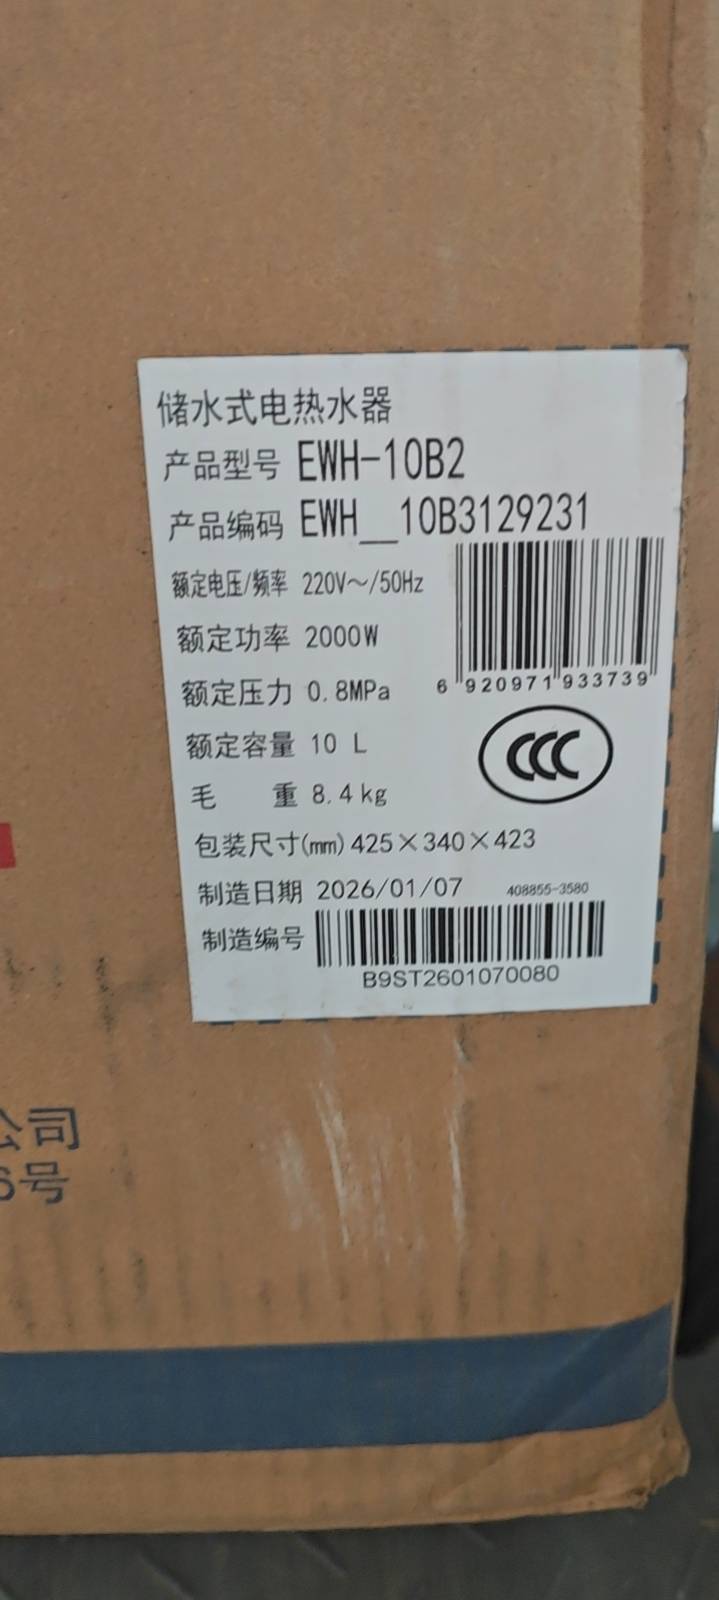 储水式电热水器
产品型号 EWH-10B2
产品编码 EWH__10B3129231
额定电压/频率 220V～/50Hz
额定功率 2000W
额定压力 0.8MPa
6 920971 933739
额定容量 10 L
CCC
毛 重 8.4kg
包装尺寸(mm) 425×340×423
制造日期 2026/01/07
408855-3580
制造编号
B9ST2601070080
公司
6号